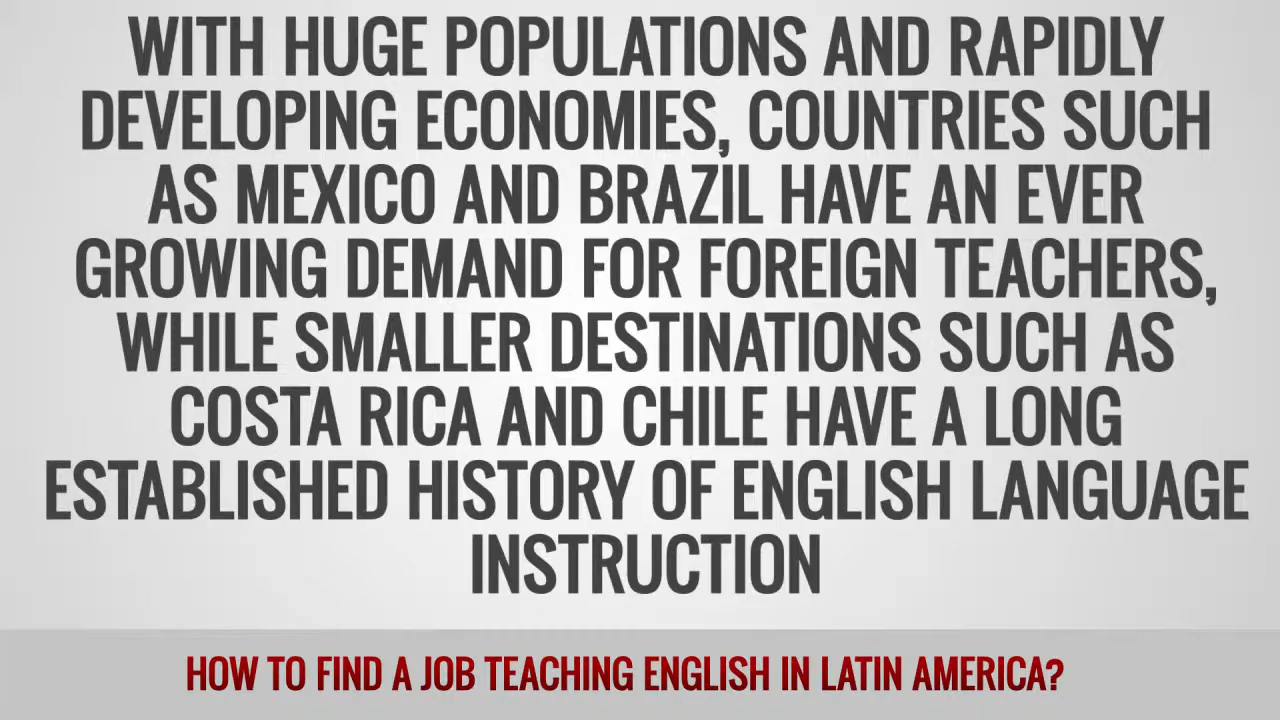 WITH HUGE POPULATIONS AND RAPIDLY
DEVELOPING ECONOMIES, COUNTRIES SUCH
AS MEXICO AND BRAZIL HAVE AN EVER
GROWING DEMAND FOR FOREIGN TEACHERS,
WHILE SMALLER DESTINATIONS SUCH AS
COSTA RICA AND CHILE HAVE A LONG
ESTABLISHED HISTORY OF ENGLISH LANGUAGE
INSTRUCTION
HOW TO FIND A JOB TEACHING ENGLISH IN LATIN AMERICA?